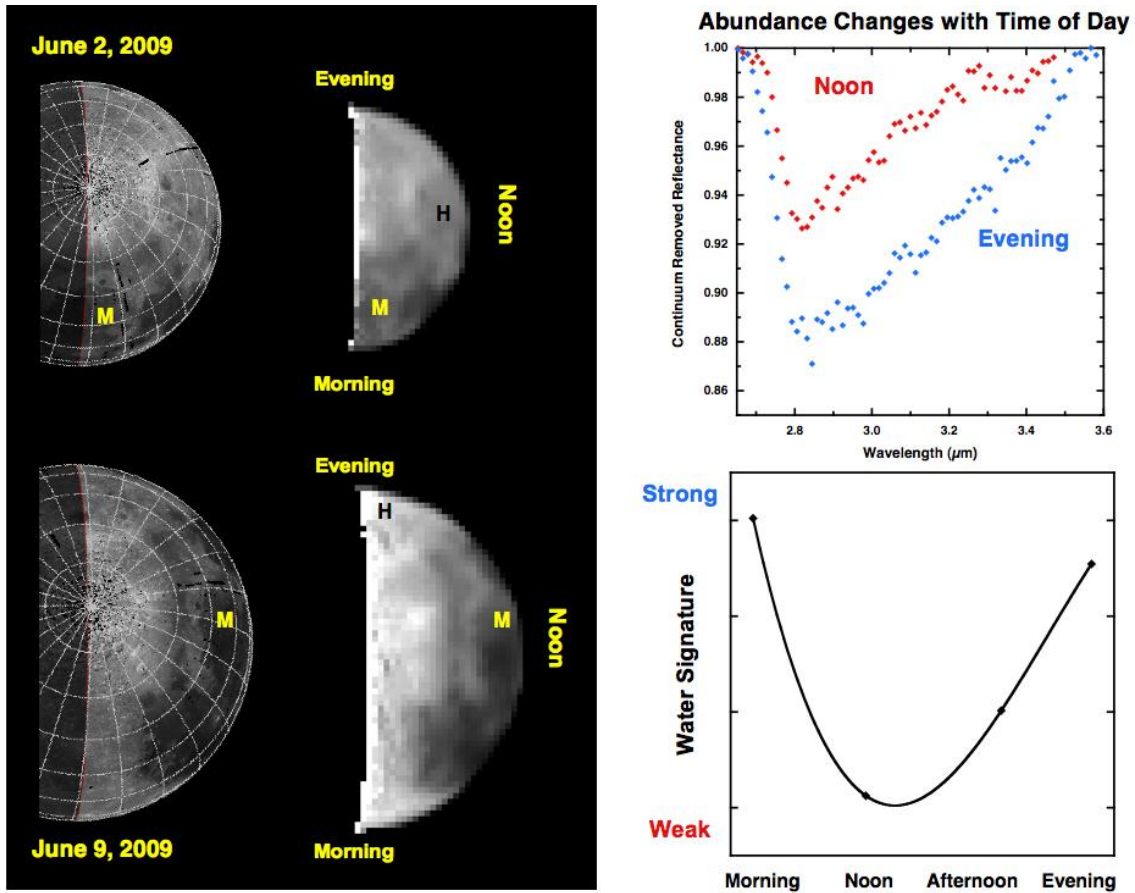 June 2, 2009
Evening
H
Noon
M
M
Morning
Evening
H
M
M
Noon
Morning
June 9, 2009
Abundance Changes with Time of Day
1.00
0.98
0.96
0.94
0.92
0.90
0.88
0.86
Continuum Removed Reflectance
Noon
Evening
2.8 3.0 3.2 3.4 3.6
Wavelength (µm)
Strong
Water Signature
Weak
Morning Noon Afternoon Evening